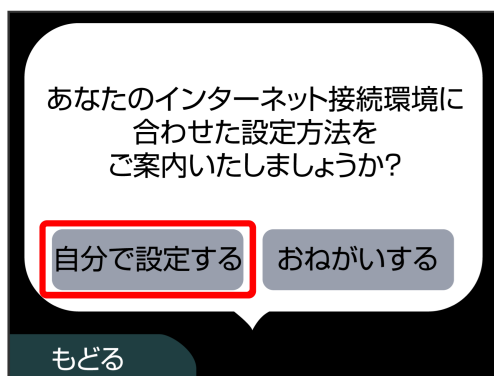 あなたのインターネット接続環境に
合わせた設定方法を
ご案内いたしましょうか?
自分で設定する
おねがいする
もどる